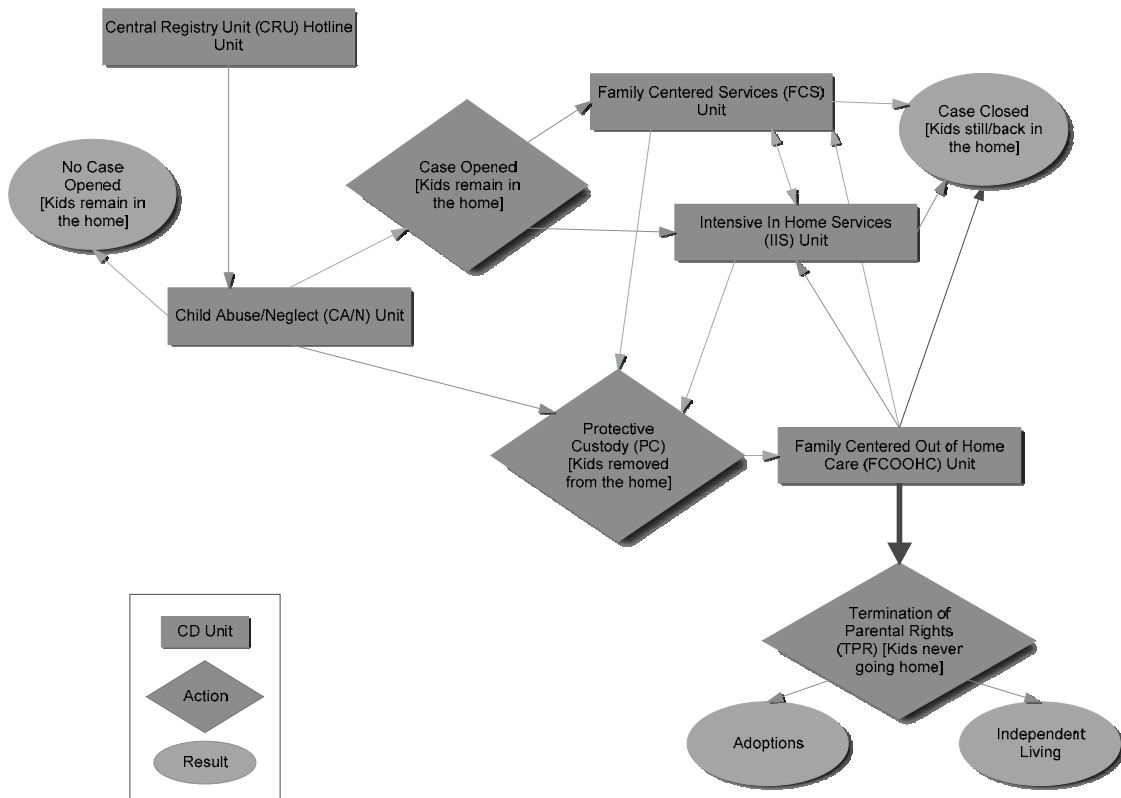 Central Registry Unit (CRU) Hotline
Unit
Family Centered Services (FCS)
Unit
Case Closed
[Kids still/back in
the home]
No Case
Opened
[Kids remain in
the home]
Case Opened
[Kids remain in
the home]
Intensive In Home Services
(IIS) Unit
Child Abuse/Neglect (CA/N) Unit
Protective
Custody (PC)
[Kids removed
from the home]
Family Centered Out of Home
Care (FCOOHC) Unit
Termination of
Parental Rights
(TPR) [Kids never
going home]
Adoptions
Independent
Living
CD Unit
Action
Result